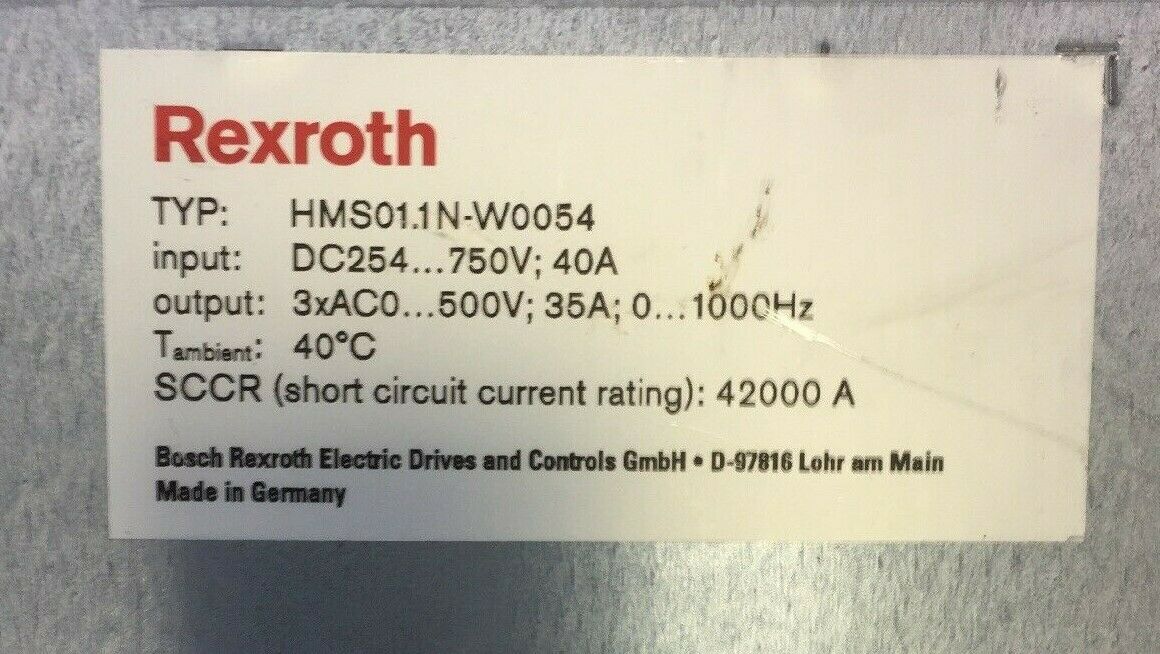 Rexroth
TYP: HMS01.1N-W0054
input: DC254...750V; 40A
output: 3xAC0...500V; 35A; 0...1000Hz
Tambient: 40°C
SCCR (short circuit current rating): 42000 A
Bosch Rexroth Electric Drives and Controls GmbH • D-97816 Lohr am Main
Made in Germany